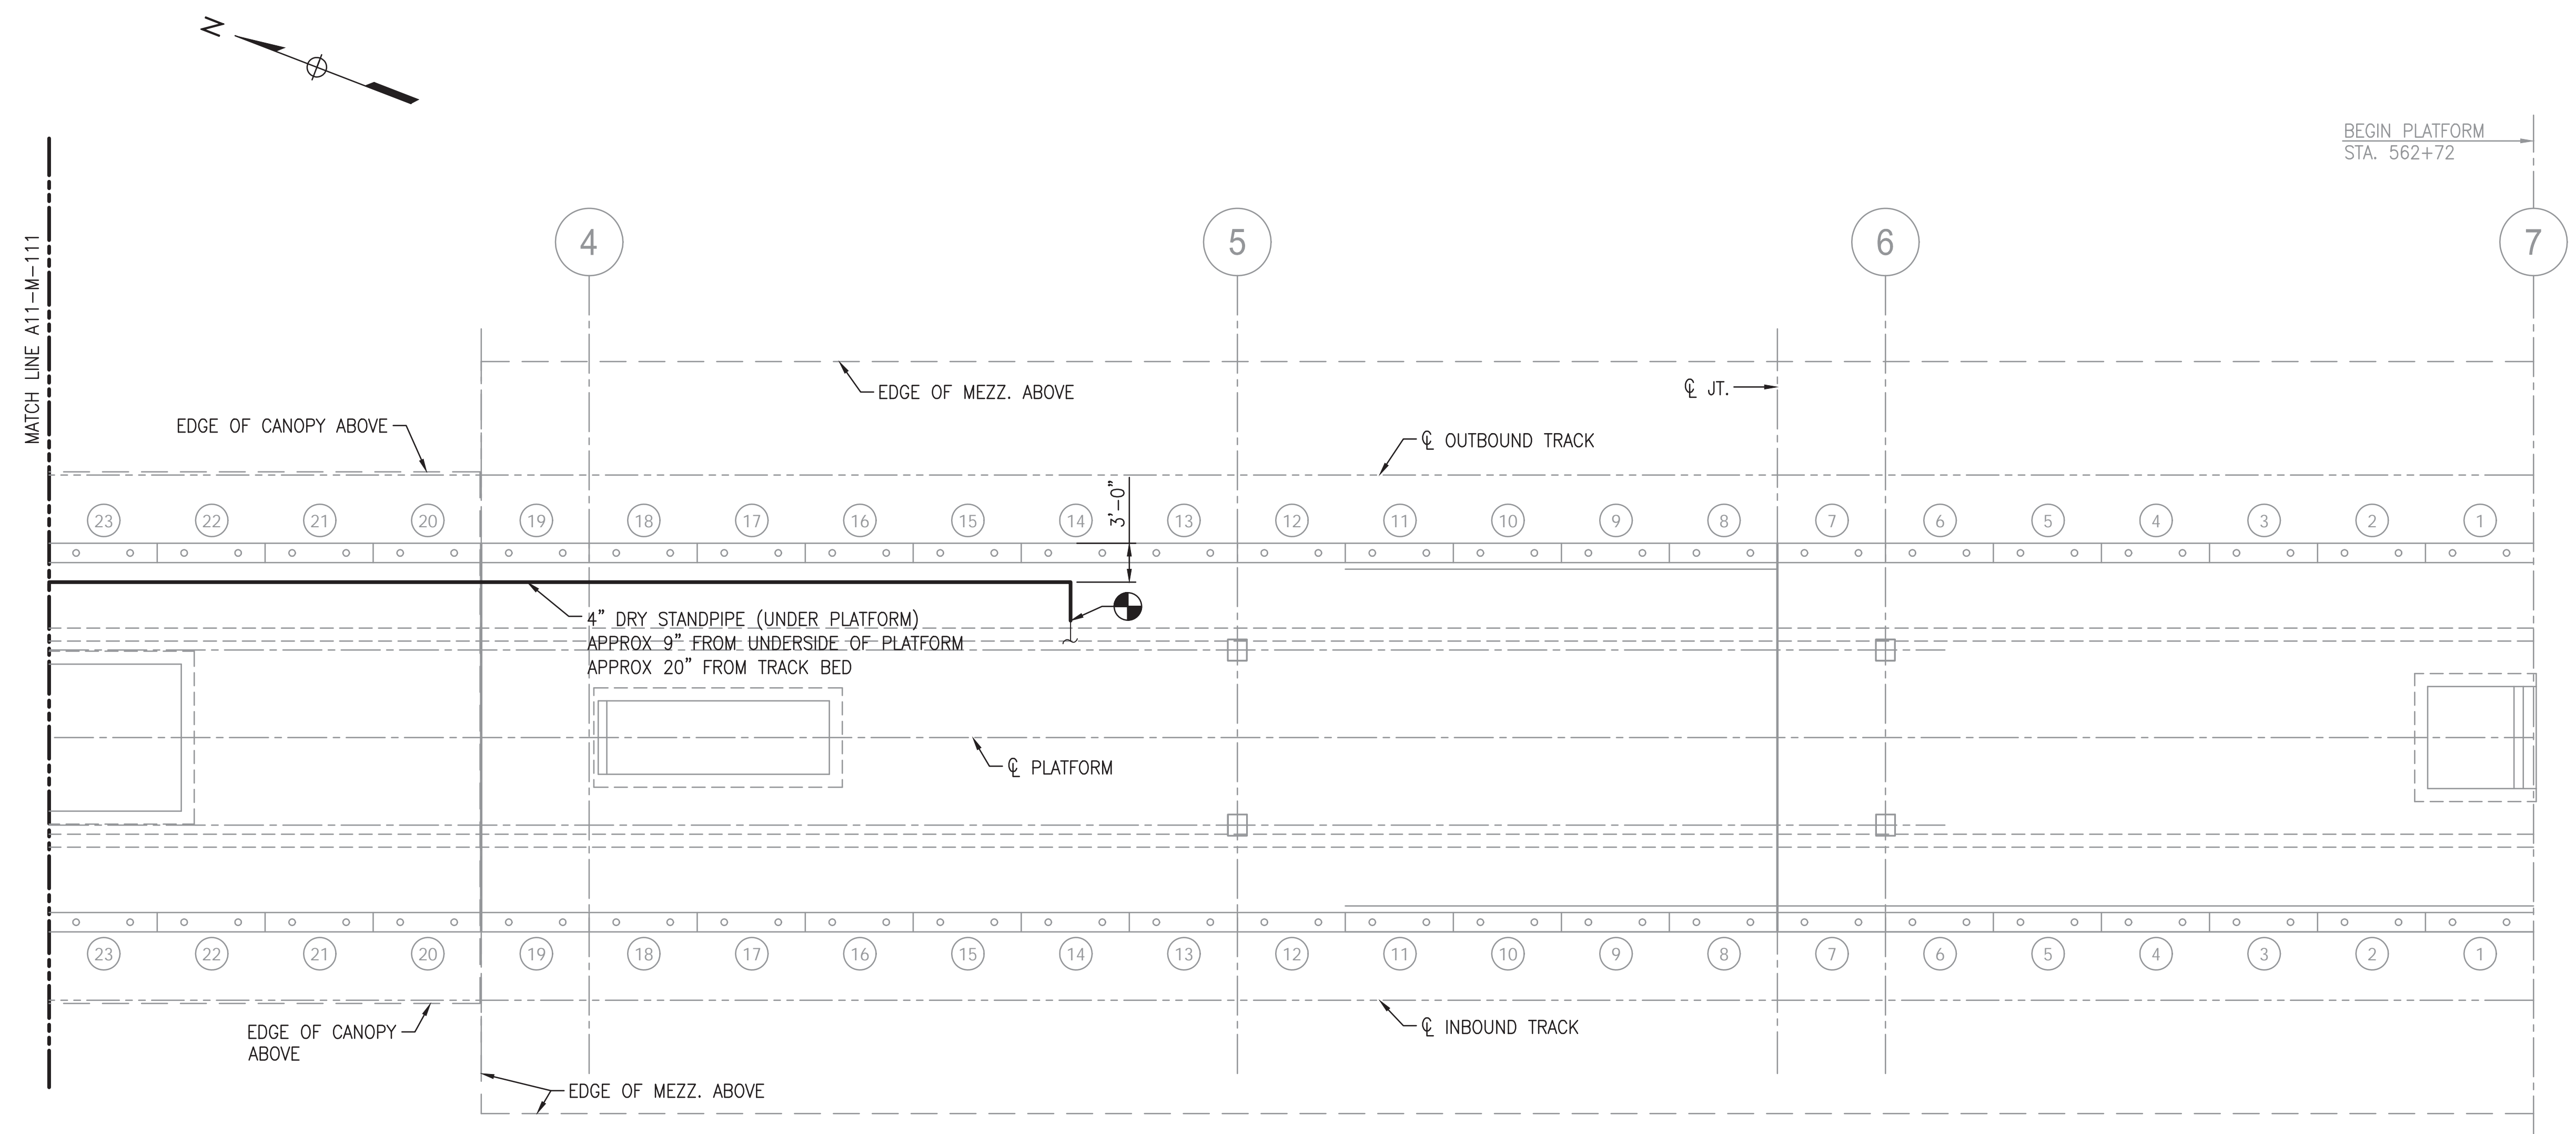 N
BEGIN PLATFORM
STA. 562+72
MATCH LINE A11-M-111
4
5
6
7
EDGE OF MEZZ. ABOVE
℄ JT.
EDGE OF CANOPY ABOVE
℄ OUTBOUND TRACK
3'-0"
23 22 21 20 19 18 17 16 15 14 13 12 11 10 9 8 7 6 5 4 3 2 1
4" DRY STANDPIPE (UNDER PLATFORM)
APPROX 9" FROM UNDERSIDE OF PLATFORM
APPROX 20" FROM TRACK BED
℄ PLATFORM
23 22 21 20 19 18 17 16 15 14 13 12 11 10 9 8 7 6 5 4 3 2 1
℄ INBOUND TRACK
EDGE OF CANOPY
ABOVE
EDGE OF MEZZ. ABOVE